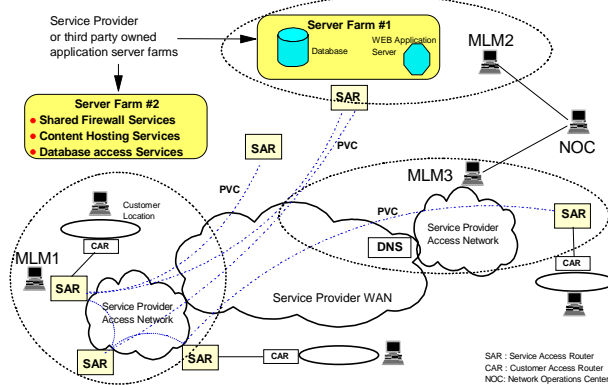 Service Provider
or third party owned
application server farms
Server Farm #1
Database
WEB Application
Server
MLM2
Server Farm #2
Shared Firewall Services
Content Hosting Services
Database access Services
SAR
SAR
PVC
NOC
MLM3
PVC
PVC
Customer
Location
CAR
MLM1
SAR
Service Provider
Access Network
SAR
DNS
CAR
Service Provider WAN
Service Provider
Access Network
SAR
SAR
CAR
SAR : Service Access Router
CAR : Customer Access Router
NOC: Network Operations Center